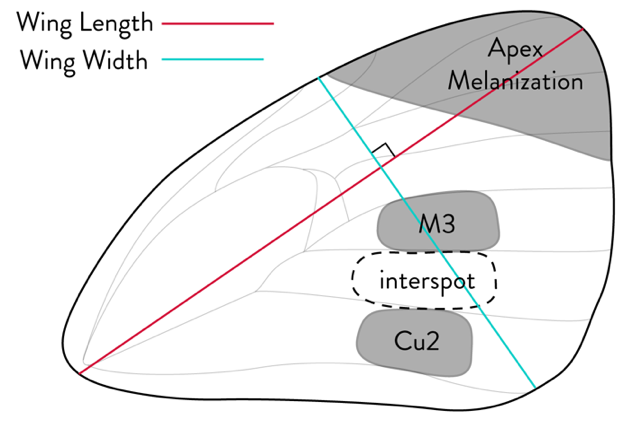 Wing Length
Wing Width
Apex
Melanization
M3
interspot
Cu2